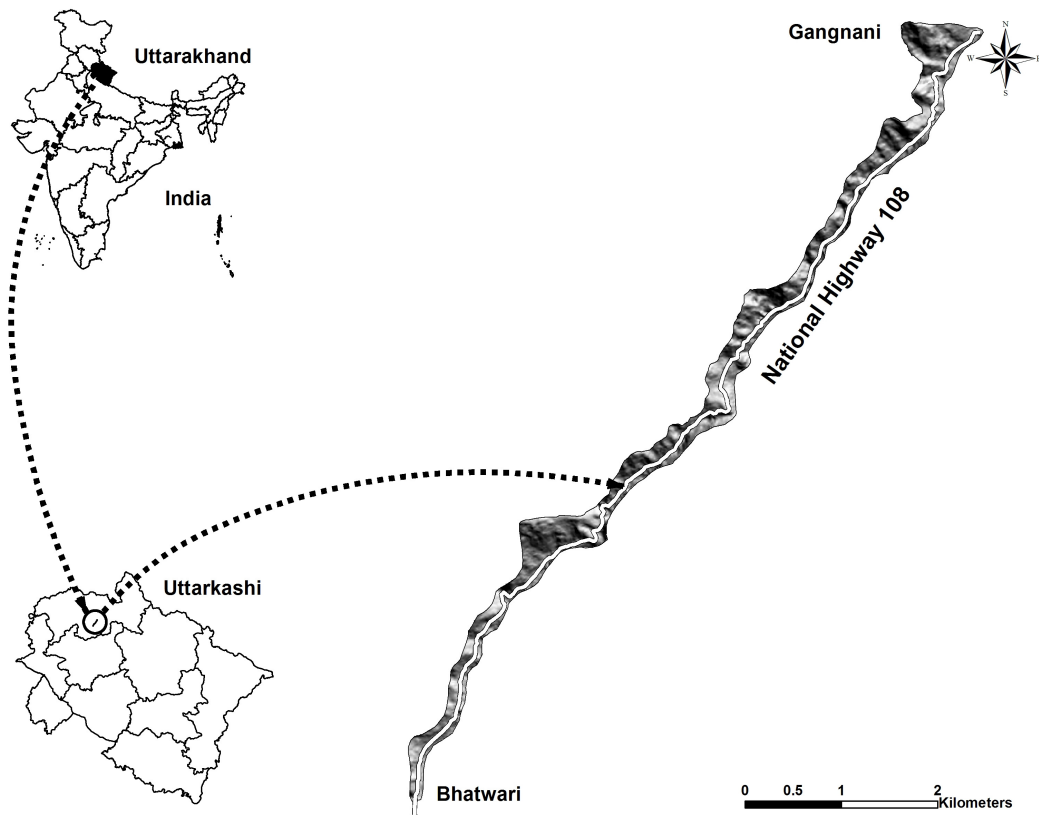 Gangnani
N
W E
S
Uttarakhand
India
National Highway 108
Uttarkashi
Bhatwari
0 0.5 1 2
Kilometers